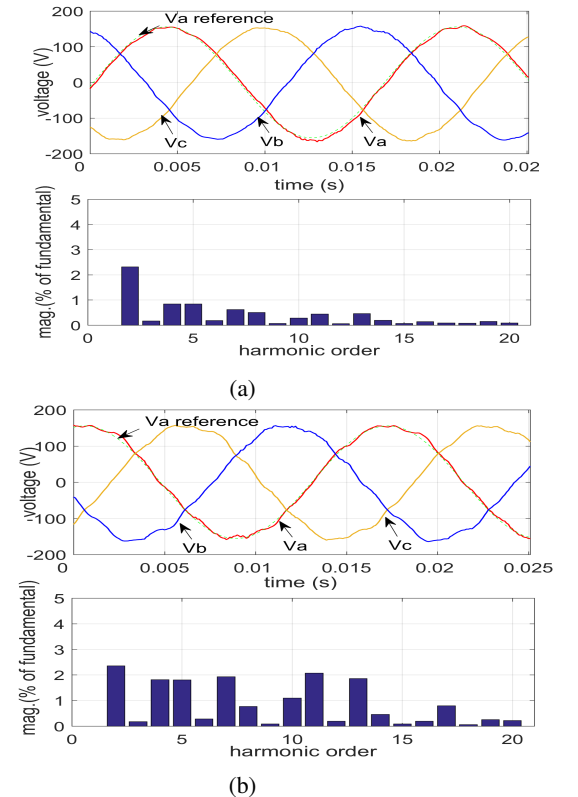 Va reference
200
100
0
-100
-200
voltage (V)
Vc
Vb
Va
0
0.005
0.01
0.015
0.02
0.02
time (s)
5
4
3
2
1
0
mag.(% of fundamental)
0
5
10
15
20
harmonic order
(a)
Va reference
200
100
0
-100
-200
voltage (V)
Vb
Va
Vc
0
0.005
0.01
0.015
0.02
0.025
time (s)
5
4
3
2
1
0
mag.(% of fundamental)
0
5
10
15
20
harmonic order
(b)